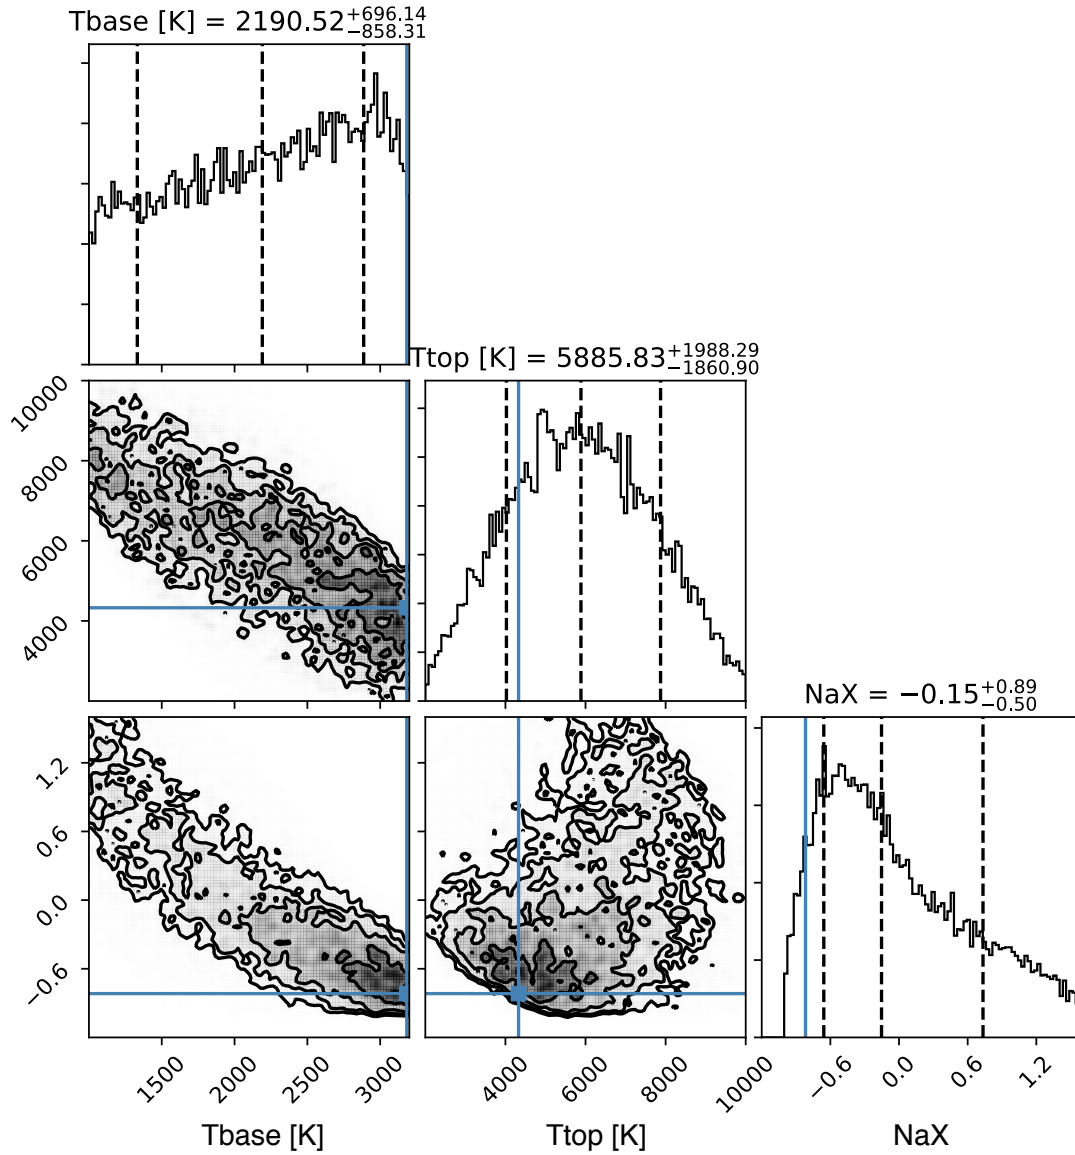 Tbase [K] = 2190.52+696.14−858.31
Ttop [K] = 5885.83+1988.29−1860.90
10000
8000
6000
4000
NaX = −0.15+0.89−0.50
1.2
0.6
0.0
−0.6
1500 2000 2500 3000 4000 6000 8000 10000 −0.6 0.0 0.6 1.2
Tbase [K] Ttop [K] NaX